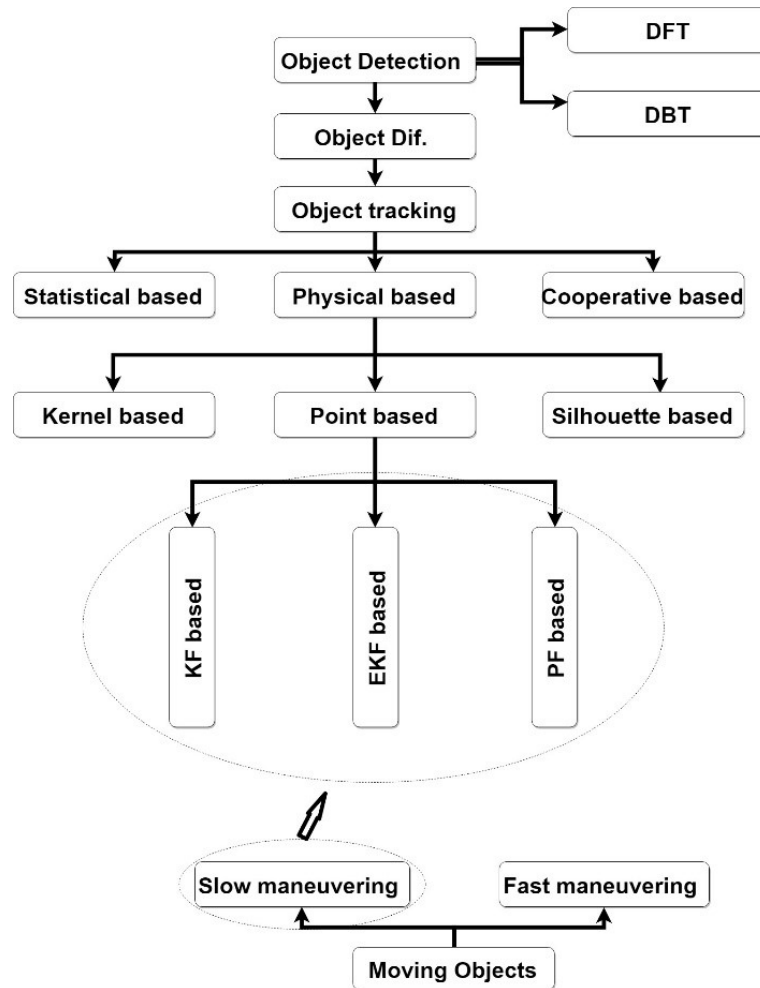 DFT
Object Detection
DBT
Object Dif.
Object tracking
Statistical based
Physical based
Cooperative based
Kernel based
Point based
Silhouette based
KF based
EKF based
PF based
Slow maneuvering
Fast maneuvering
Moving Objects